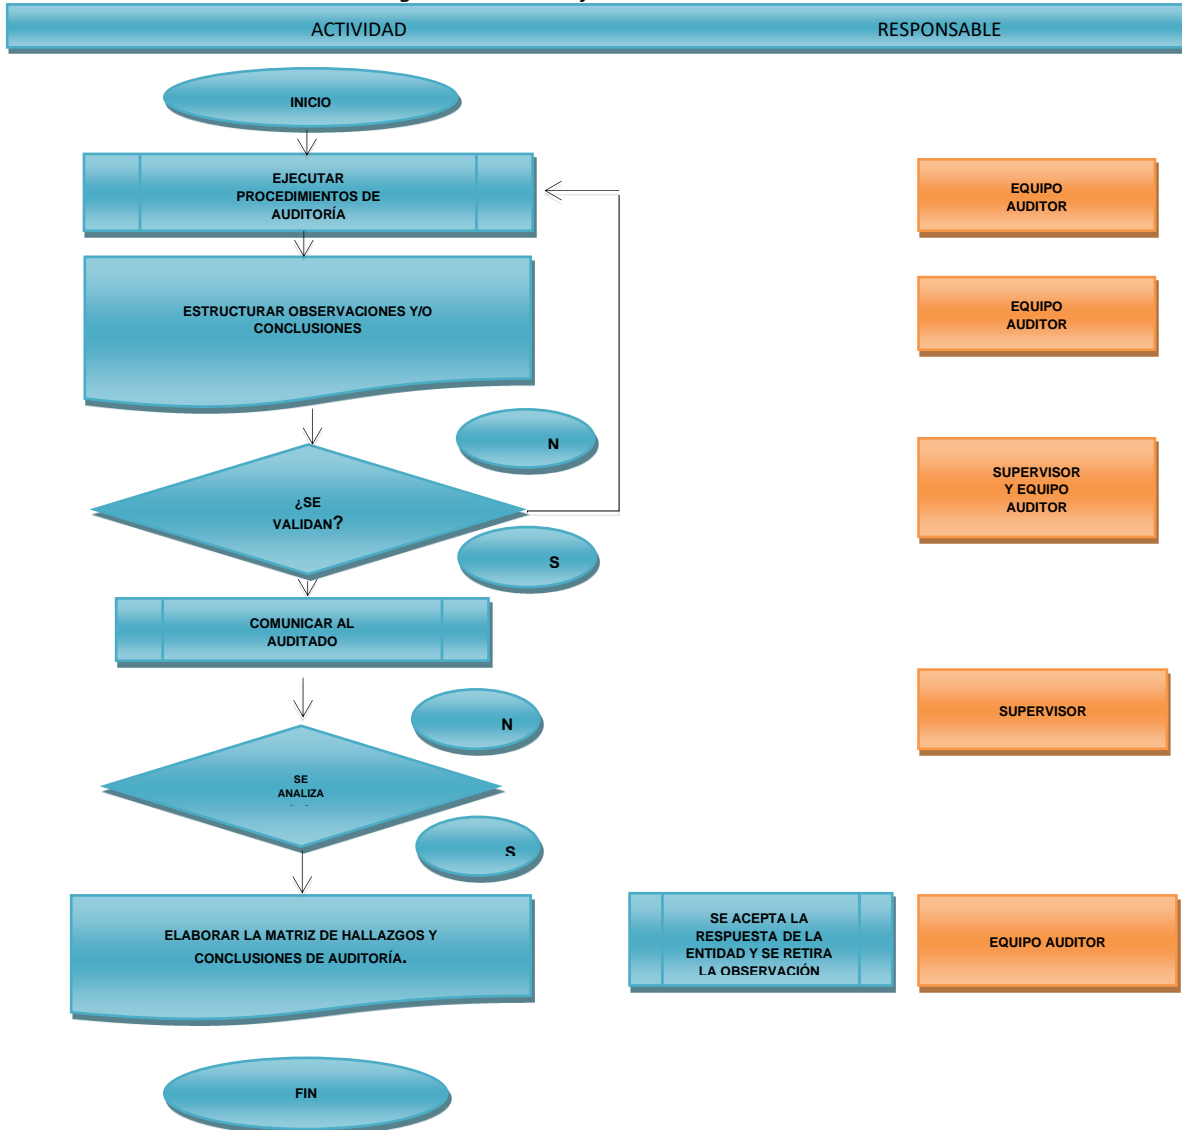 ACTIVIDAD RESPONSABLE
INICIO
EJECUTAR
PROCEDIMIENTOS DE
AUDITORÍA
EQUIPO
AUDITOR
ESTRUCTURAR OBSERVACIONES Y/O
CONCLUSIONES
EQUIPO
AUDITOR
N
¿SE
VALIDAN?
SUPERVISOR
Y EQUIPO
AUDITOR
S
COMUNICAR AL
AUDITADO
N
SUPERVISOR
SE
ANALIZA
S
ELABORAR LA MATRIZ DE HALLAZGOS Y
CONCLUSIONES DE AUDITORÍA.
SE ACEPTA LA
RESPUESTA DE LA
ENTIDAD Y SE RETIRA
LA OBSERVACIÓN
EQUIPO AUDITOR
FIN